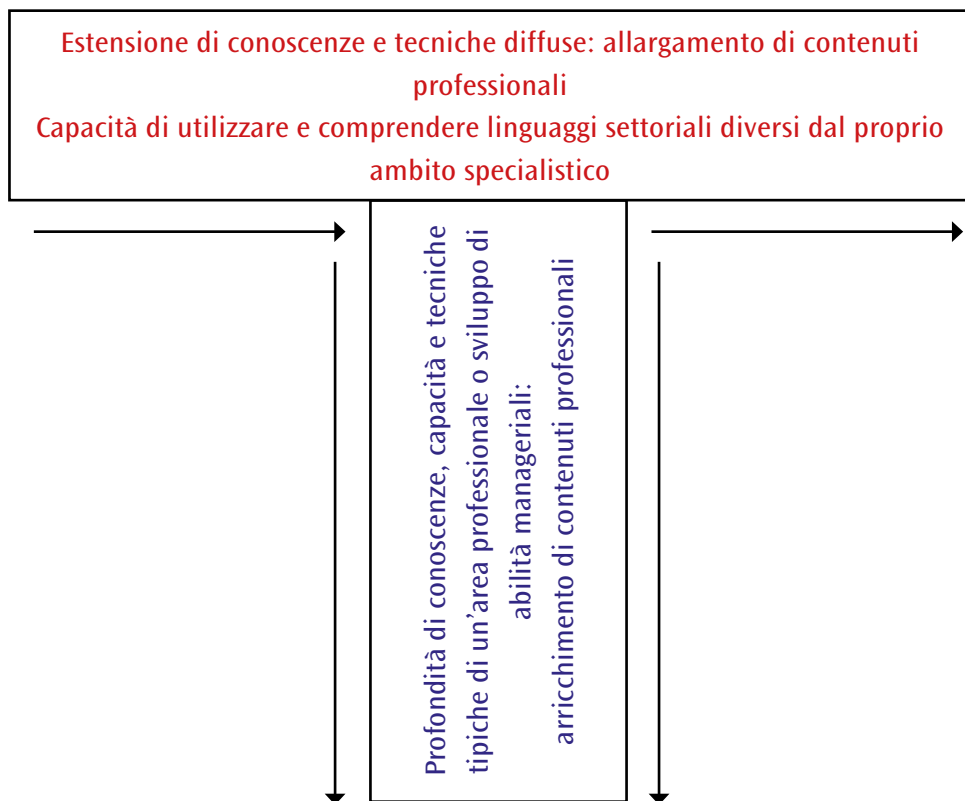 Estensione di conoscenze e tecniche diffuse: allargamento di contenuti
professionali
Capacità di utilizzare e comprendere linguaggi settoriali diversi dal proprio
ambito specialistico
Profondità di conoscenze, capacità e tecniche
tipiche di un’area professionale o sviluppo di
abilità manageriali:
arricchimento di contenuti professionali